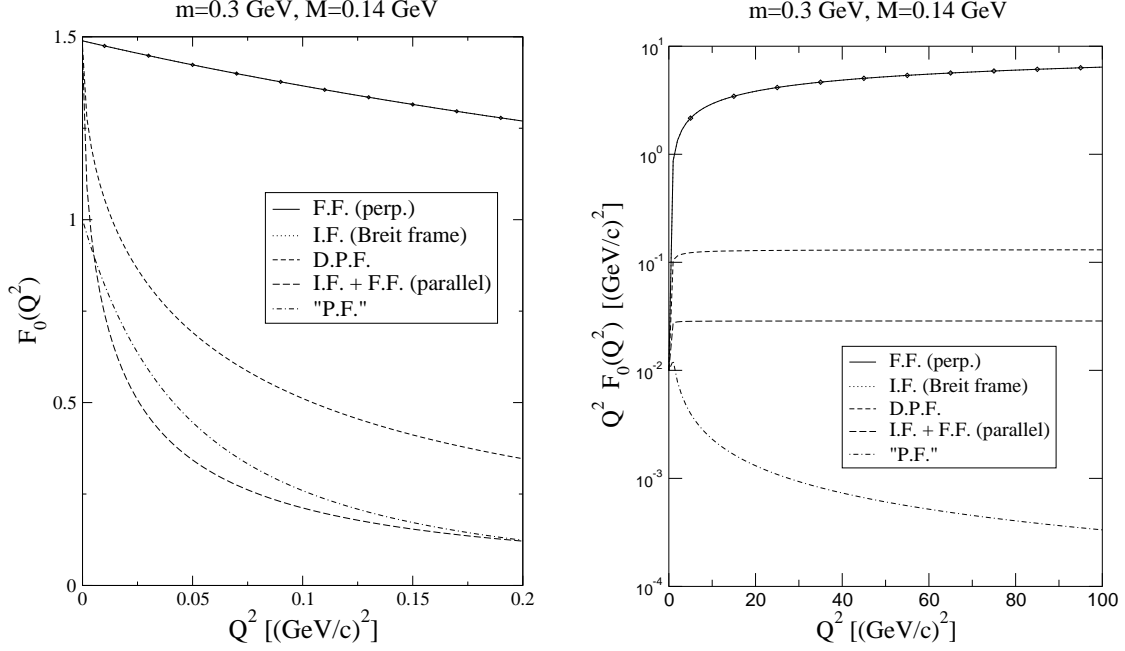 m=0.3 GeV, M=0.14 GeV
1.5
1
0.5
0
F₀(Q²)
F.F. (perp.)
I.F. (Breit frame)
D.P.F.
I.F. + F.F. (parallel)
"P.F."
0 0.05 0.1 0.15 0.2
Q² [(GeV/c)²]
m=0.3 GeV, M=0.14 GeV
10¹
10⁰
10⁻¹
10⁻²
10⁻³
10⁻⁴
Q² F₀(Q²) [(GeV/c)²]
F.F. (perp.)
I.F. (Breit frame)
D.P.F.
I.F. + F.F. (parallel)
"P.F."
0 20 40 60 80 100
Q² [(GeV/c)²]